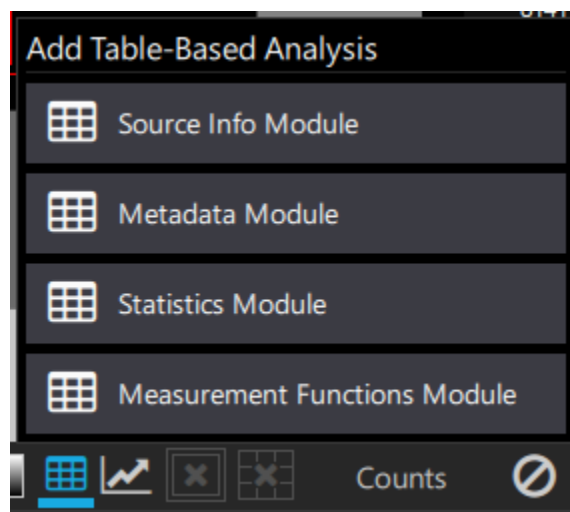 Add Table-Based Analysis
Source Info Module
Metadata Module
Statistics Module
Measurement Functions Module
Counts